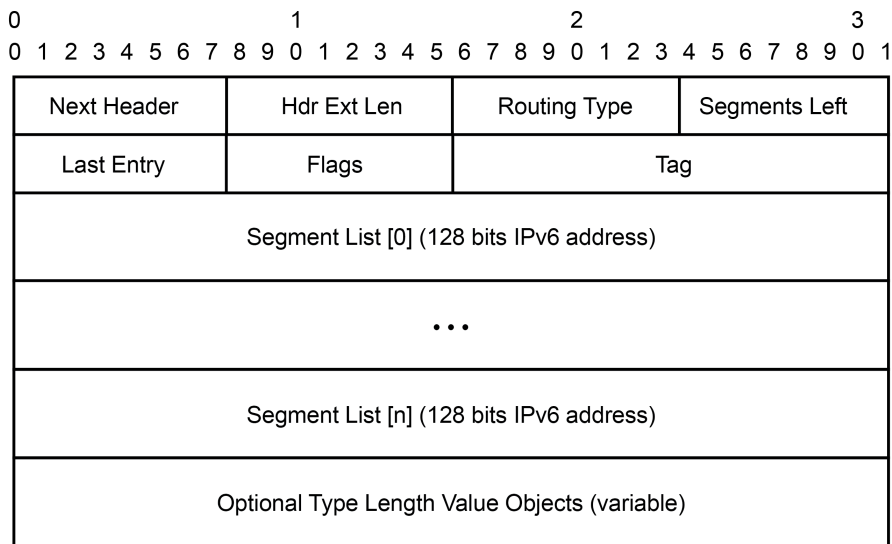 0 1 2 3
0 1 2 3 4 5 6 7 8 9 0 1 2 3 4 5 6 7 8 9 0 1 2 3 4 5 6 7 8 9 0 1
Next Header Hdr Ext Len Routing Type Segments Left
Last Entry Flags Tag
Segment List [0] (128 bits IPv6 address)
...
Segment List [n] (128 bits IPv6 address)
Optional Type Length Value Objects (variable)